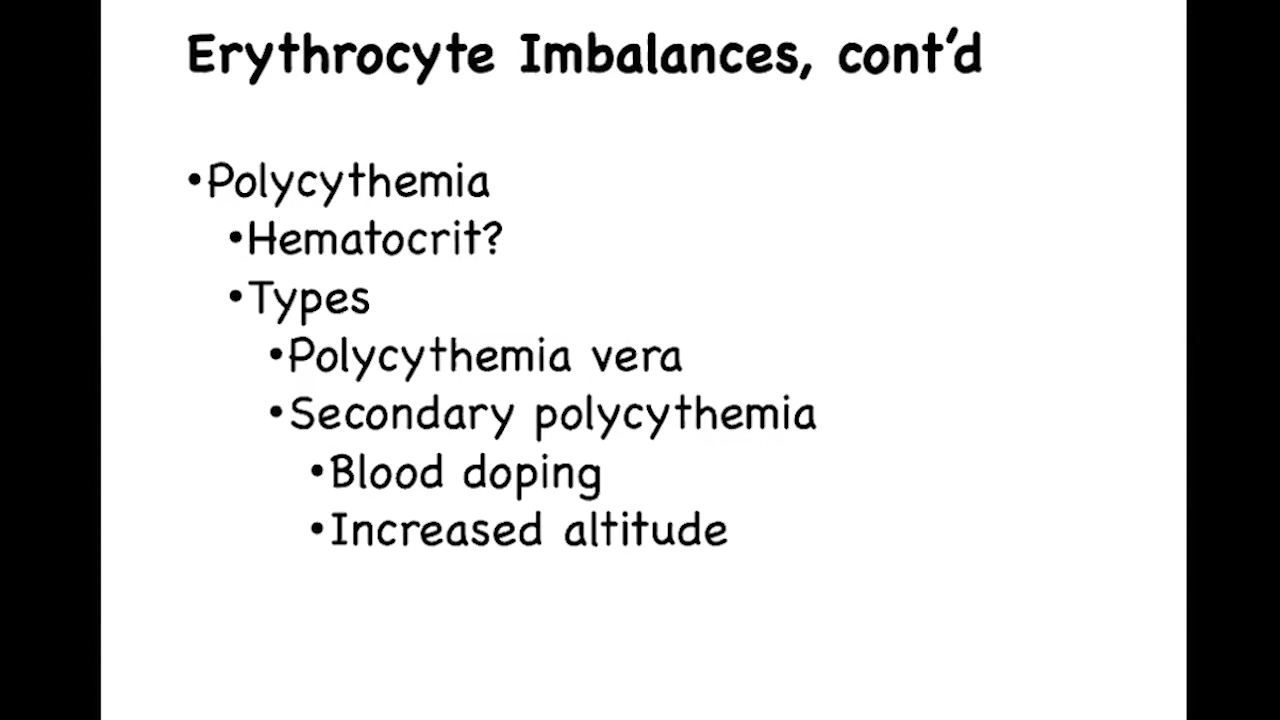 Erythrocyte Imbalances, cont’d
•Polycythemia
•Hematocrit?
•Types
•Polycythemia vera
•Secondary polycythemia
•Blood doping
•Increased altitude